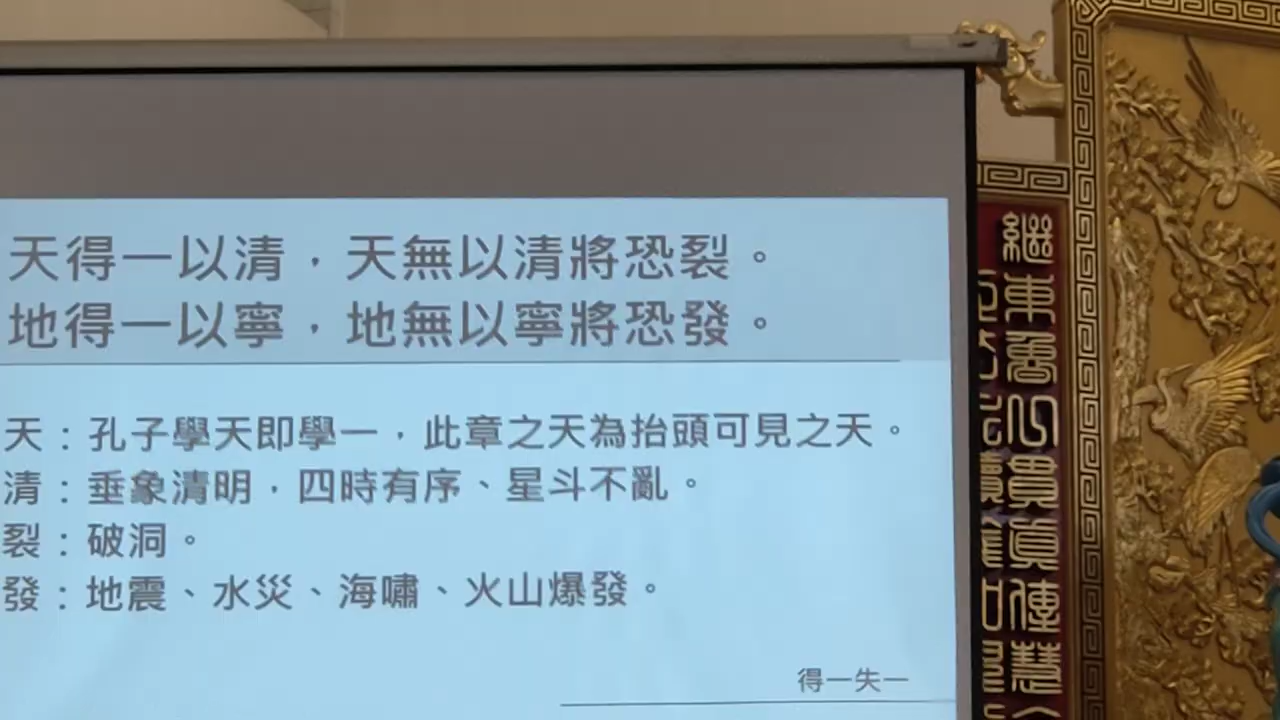 天得一以清，天無以清將恐裂。
地得一以寧，地無以寧將恐發。
天：孔子學天即學一，此章之天為抬頭可見之天。
清：垂象清明，四時有序、星斗不亂。
裂：破洞。
發：地震、水災、海嘯、火山爆發。
得一失一